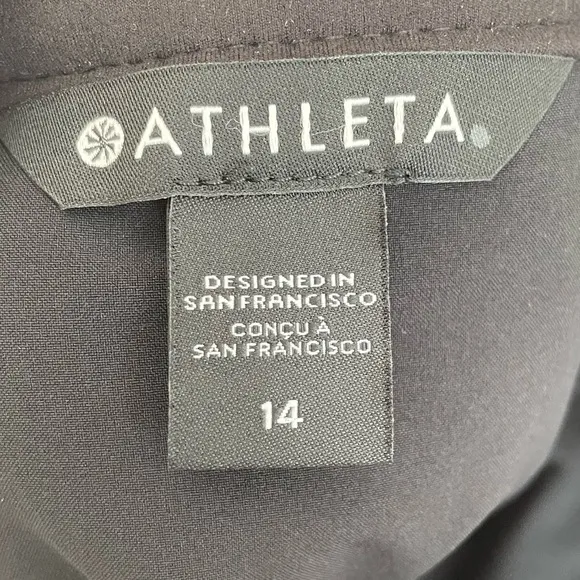 ATHLETA
DESIGNED IN
SAN FRANCISCO
CONÇU À
SAN FRANCISCO
14